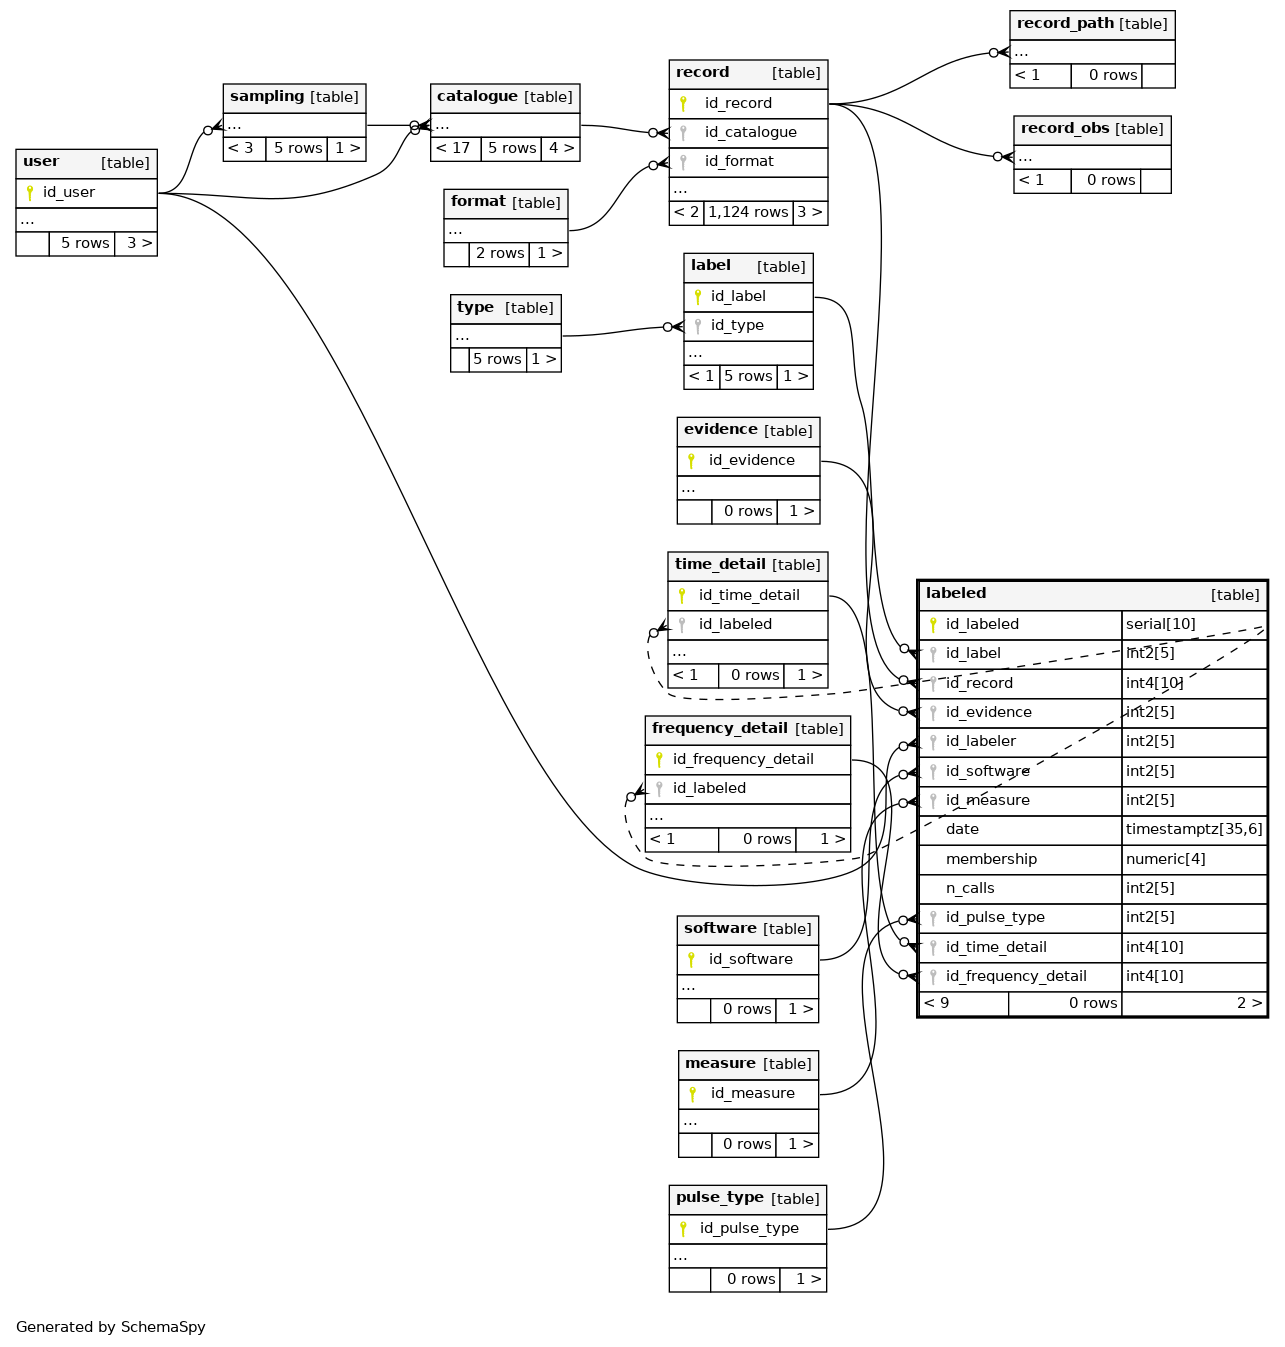 user [table]
id_user
...
5 rows 3 >
sampling [table]
...
< 3 5 rows 1 >
catalogue [table]
...
< 17 5 rows 4 >
format [table]
...
2 rows 1 >
type [table]
...
5 rows 1 >
record [table]
id_record
id_catalogue
id_format
...
< 2 1,124 rows 3 >
record_path [table]
...
< 1 0 rows
record_obs [table]
...
< 1 0 rows
label [table]
id_label
id_type
...
< 1 5 rows 1 >
evidence [table]
id_evidence
...
0 rows 1 >
time_detail [table]
id_time_detail
id_labeled
...
< 1 0 rows 1 >
frequency_detail [table]
id_frequency_detail
id_labeled
...
< 1 0 rows 1 >
software [table]
id_software
...
0 rows 1 >
measure [table]
id_measure
...
0 rows 1 >
pulse_type [table]
id_pulse_type
...
0 rows 1 >
labeled [table]
id_labeled serial[10]
id_label int2[5]
id_record int4[10]
id_evidence int2[5]
id_labeler int2[5]
id_software int2[5]
id_measure int2[5]
date timestamptz[35,6]
membership numeric[4]
n_calls int2[5]
id_pulse_type int2[5]
id_time_detail int4[10]
id_frequency_detail int4[10]
< 9 0 rows 2 >
Generated by SchemaSpy